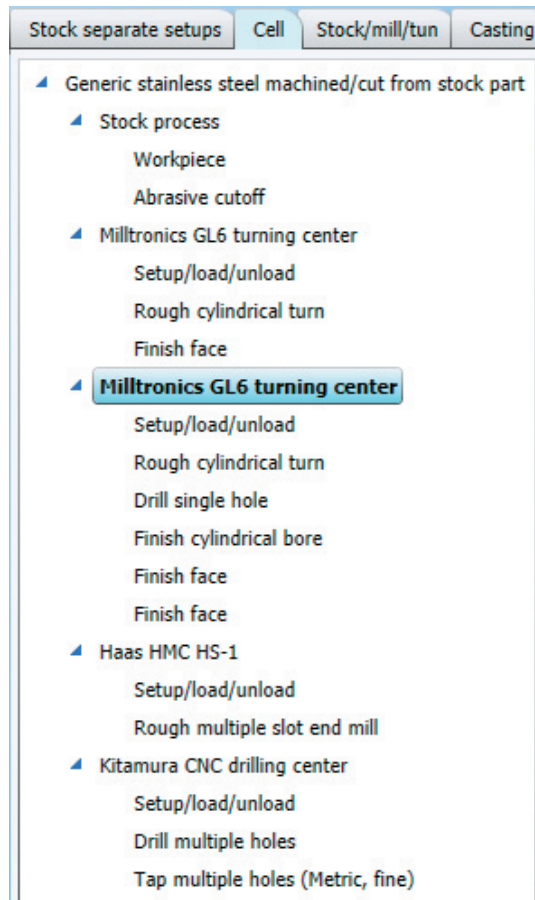 Stock separate setups Cell Stock/mill/tun Casting
Generic stainless steel machined/cut from stock part
Stock process
Workpiece
Abrasive cutoff
Milltronics GL6 turning center
Setup/load/unload
Rough cylindrical turn
Finish face
Milltronics GL6 turning center
Setup/load/unload
Rough cylindrical turn
Drill single hole
Finish cylindrical bore
Finish face
Finish face
Haas HMC HS-1
Setup/load/unload
Rough multiple slot end mill
Kitamura CNC drilling center
Setup/load/unload
Drill multiple holes
Tap multiple holes (Metric, fine)